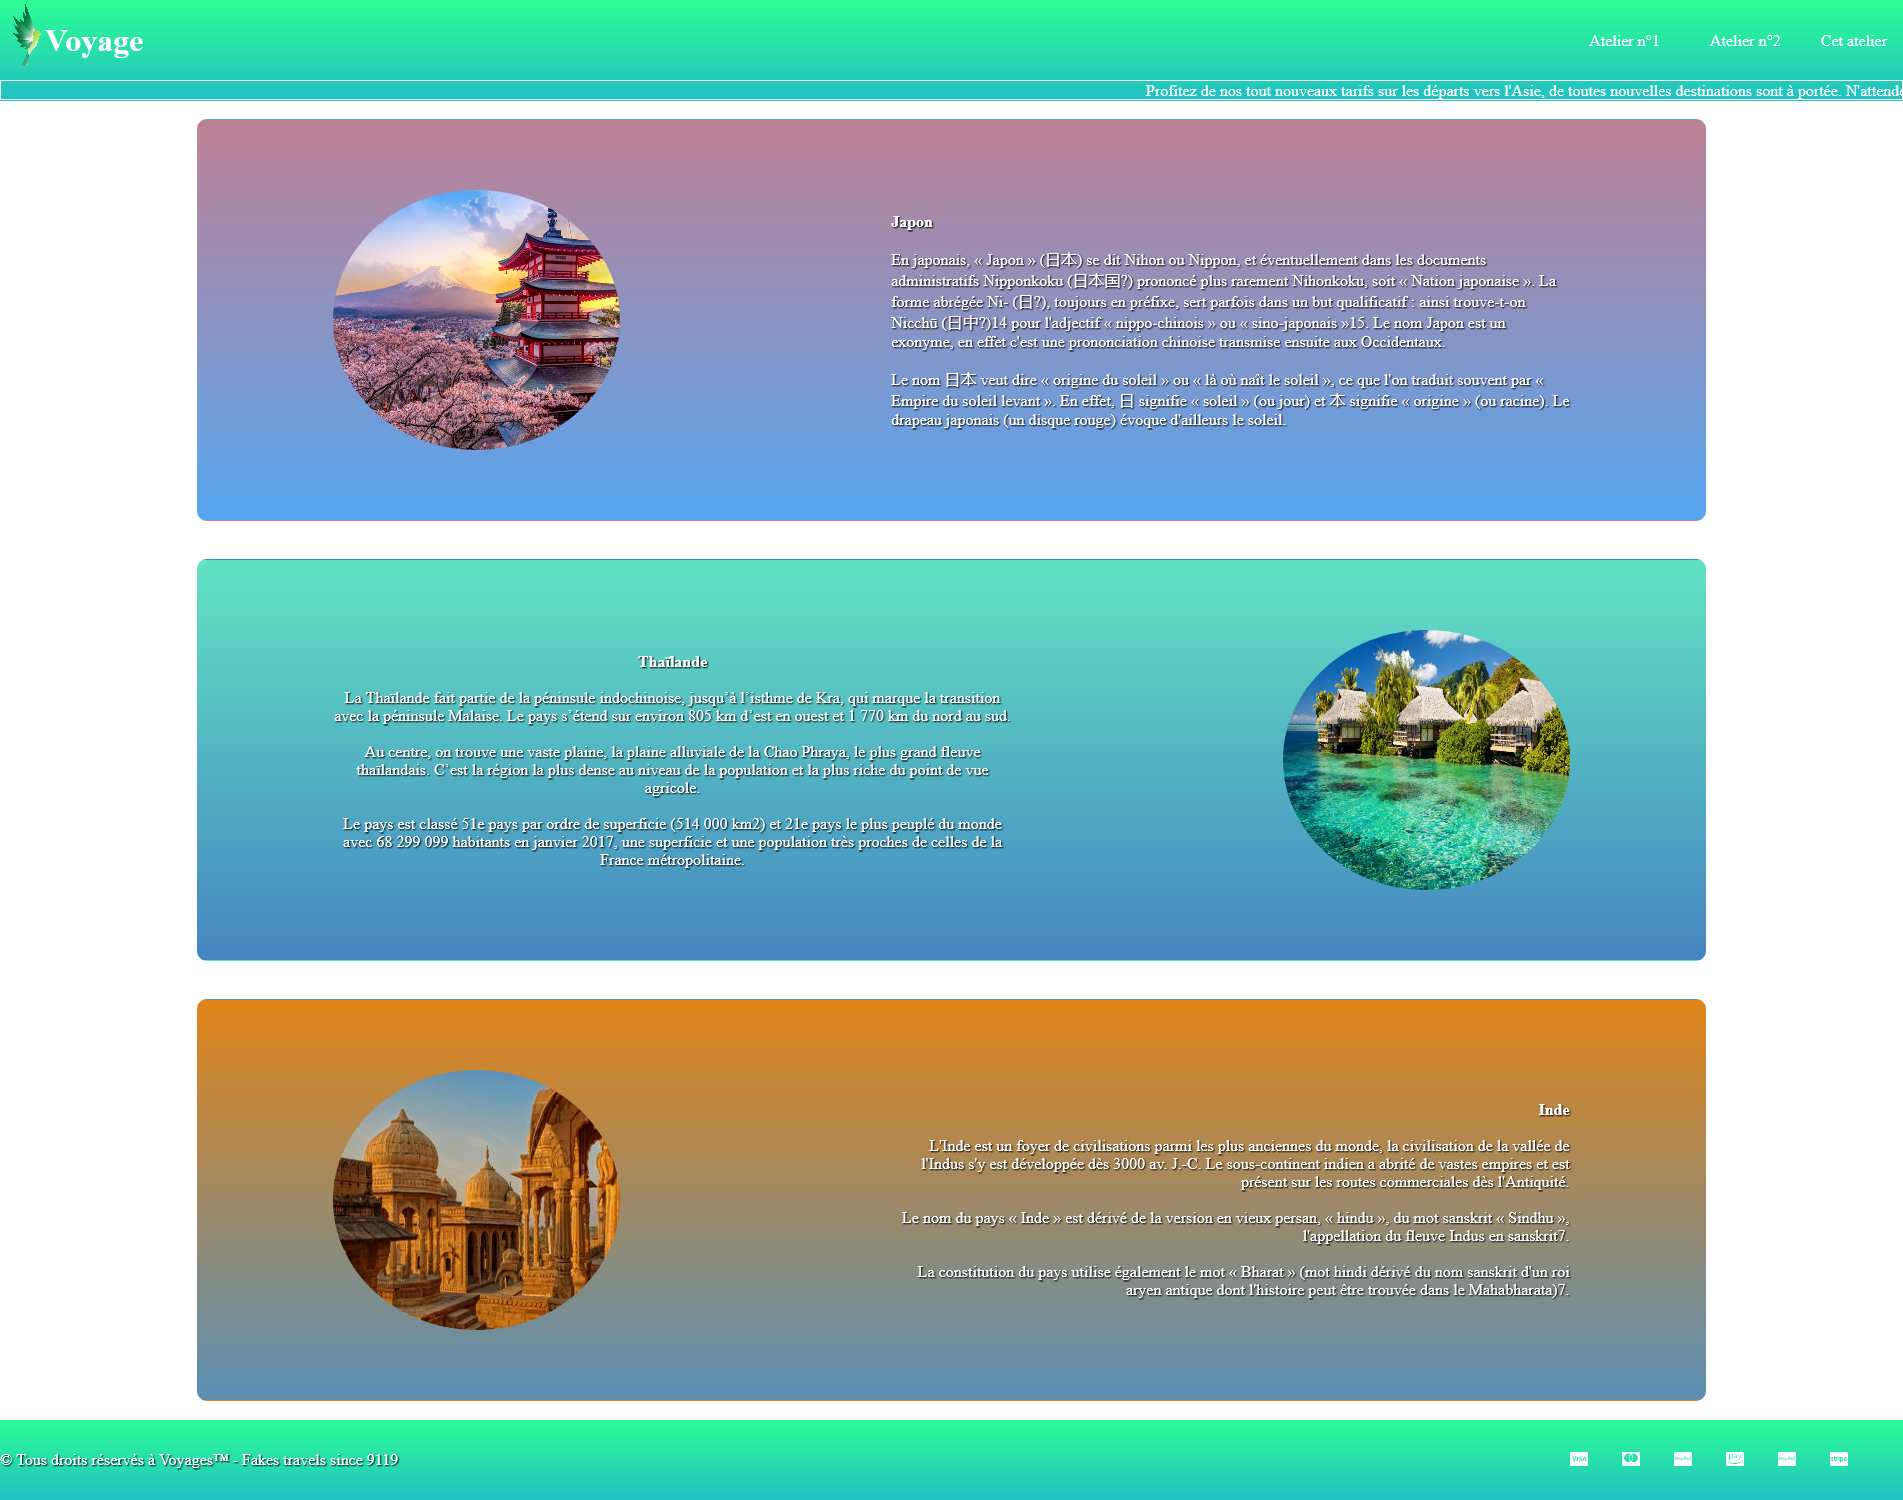 Voyage
Atelier n°1
Atelier n°2
Cet atelier
Profitez de nos tout nouveaux tarifs sur les départs vers l'Asie, de toutes nouvelles destinations sont à portée. N'attende
Japon
En japonais, « Japon » (日本) se dit Nihon ou Nippon, et éventuellement dans les documents
administratifs Nipponkoku (日本国?) prononcé plus rarement Nihonkoku, soit « Nation japonaise ». La
forme abrégée Ni- (日?), toujours en préfixe, sert parfois dans un but qualificatif : ainsi trouve-t-on
Nicchū (日中?)14 pour l'adjectif « nippo-chinois » ou « sino-japonais »15. Le nom Japon est un
exonyme, en effet c'est une prononciation chinoise transmise ensuite aux Occidentaux.
Le nom 日本 veut dire « origine du soleil » ou « là où naît le soleil », ce que l'on traduit souvent par «
Empire du soleil levant ». En effet, 日 signifie « soleil » (ou jour) et 本 signifie « origine » (ou racine). Le
drapeau japonais (un disque rouge) évoque d'ailleurs le soleil.
Thaïlande
La Thaïlande fait partie de la péninsule indochinoise, jusqu’à l’isthme de Kra, qui marque la transition
avec la péninsule Malaise. Le pays s’étend sur environ 805 km d’est en ouest et 1 770 km du nord au sud.
Au centre, on trouve une vaste plaine, la plaine alluviale de la Chao Phraya, le plus grand fleuve
thaïlandais. C’est la région la plus dense au niveau de la population et la plus riche du point de vue
agricole.
Le pays est classé 51e pays par ordre de superficie (514 000 km2) et 21e pays le plus peuplé du monde
avec 68 299 099 habitants en janvier 2017, une superficie et une population très proches de celles de la
France métropolitaine.
Inde
L'Inde est un foyer de civilisations parmi les plus anciennes du monde, la civilisation de la vallée de
l'Indus s'y est développée dès 3000 av. J.-C. Le sous-continent indien a abrité de vastes empires et est
présent sur les routes commerciales dès l'Antiquité.
Le nom du pays « Inde » est dérivé de la version en vieux persan, « hindu », du mot sanskrit « Sindhu »,
l'appellation du fleuve Indus en sanskrit7.
La constitution du pays utilise également le mot « Bharat » (mot hindi dérivé du nom sanskrit d'un roi
aryen antique dont l'histoire peut être trouvée dans le Mahabharata)7.
© Tous droits réservés à Voyages™ - Fakes travels since 9119
VISA
PayPal
pay
PayPal
stripe